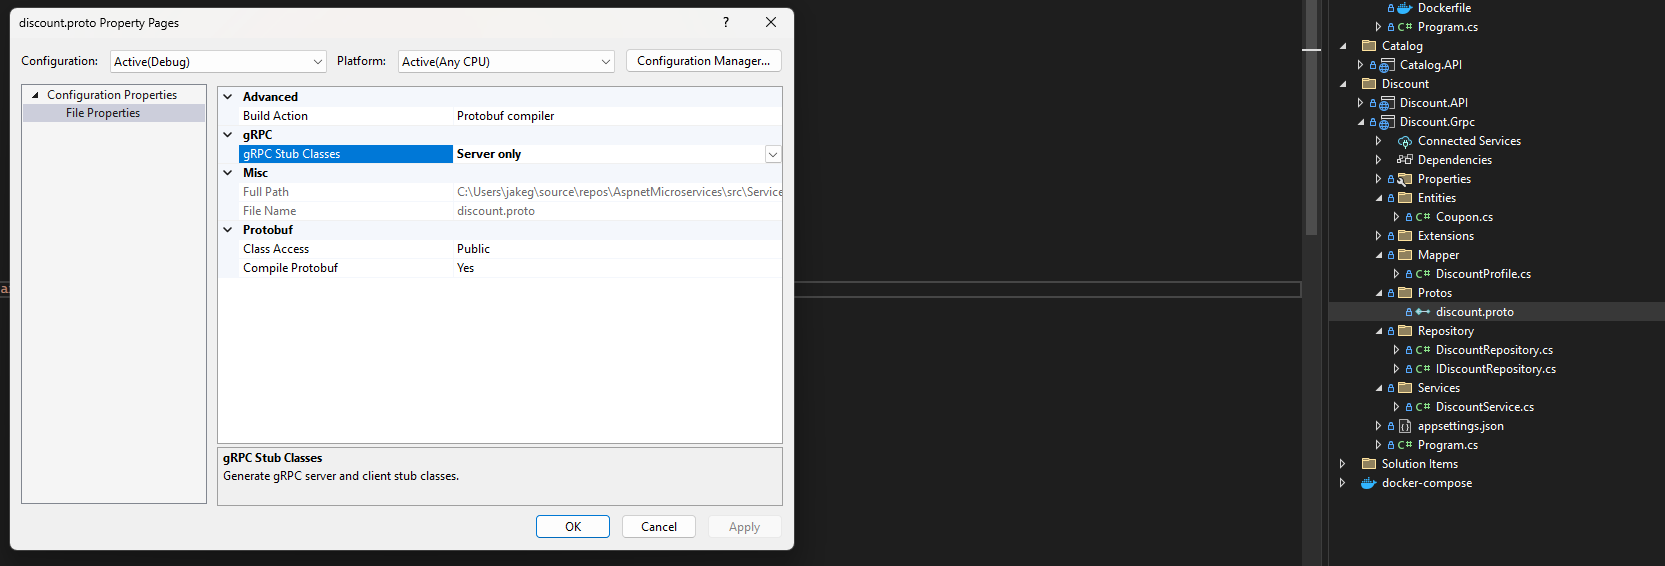 discount.proto Property Pages
?
Configuration:
Active(Debug)
Platform:
Active(Any CPU)
Configuration Manager...
Configuration Properties
File Properties
Advanced
Build Action Protobuf compiler
gRPC
gRPC Stub Classes Server only
Misc
Full Path C:\Users\jakeg\source\repos\AspnetMicroservices\src\Service
File Name discount.proto
Protobuf
Class Access Public
Compile Protobuf Yes
gRPC Stub Classes
Generate gRPC server and client stub classes.
OK
Cancel
Apply
a
Dockerfile
C# Program.cs
Catalog
Catalog.API
Discount
Discount.API
Discount.Grpc
Connected Services
Dependencies
Properties
Entities
C# Coupon.cs
Extensions
Mapper
C# DiscountProfile.cs
Protos
discount.proto
Repository
C# DiscountRepository.cs
C# IDiscountRepository.cs
Services
C# DiscountService.cs
appsettings.json
C# Program.cs
Solution Items
docker-compose